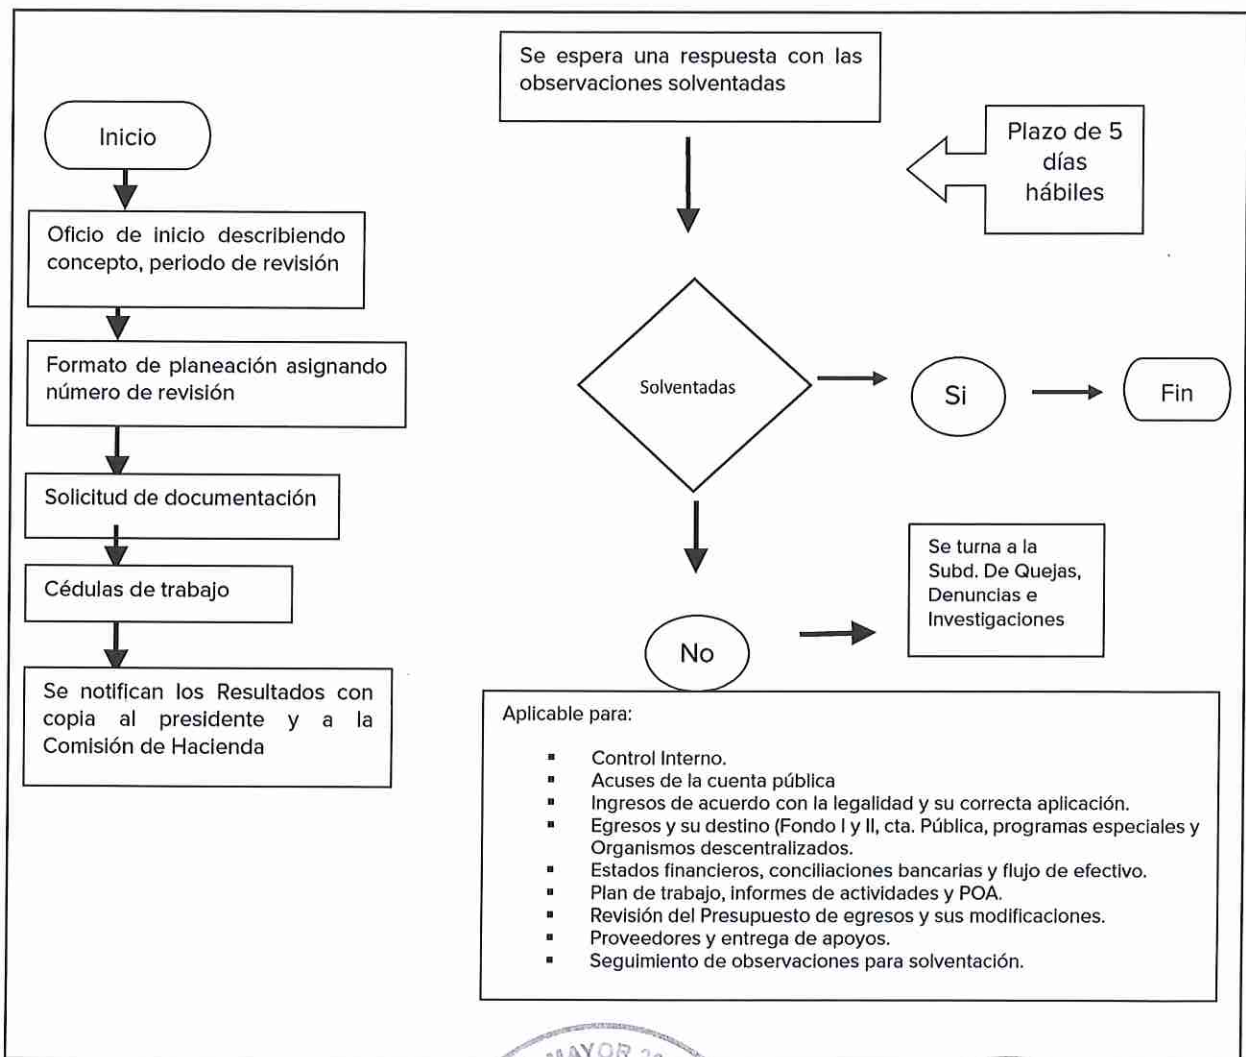 Inicio
Oficio de inicio describiendo
concepto, periodo de revisión
Formato de planeación asignando
número de revisión
Solicitud de documentación
Cédulas de trabajo
Se notifican los Resultados con
copia al presidente y a la
Comisión de Hacienda
Se espera una respuesta con las
observaciones solventadas
Plazo de 5
días
hábiles
Solventadas
Si
Fin
No
Se turna a la
Subd. De Quejas,
Denuncias e
Investigaciones
Aplicable para:
▪ Control Interno.
▪ Acuses de la cuenta pública
▪ Ingresos de acuerdo con la legalidad y su correcta aplicación.
▪ Egresos y su destino (Fondo I y II, cta. Pública, programas especiales y
Organismos descentralizados.
▪ Estados financieros, conciliaciones bancarias y flujo de efectivo.
▪ Plan de trabajo, informes de actividades y POA.
▪ Revisión del Presupuesto de egresos y sus modificaciones.
▪ Proveedores y entrega de apoyos.
▪ Seguimiento de observaciones para solventación.
MAYOR